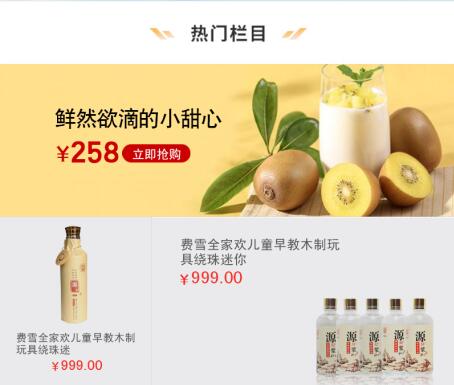 热门栏目
鲜然欲滴的小甜心
¥258 立即抢购
费雪全家欢儿童早教木制玩
具绕珠迷你
¥999.00
费雪全家欢儿童早教木制
玩具绕珠迷
¥999.00
源
源